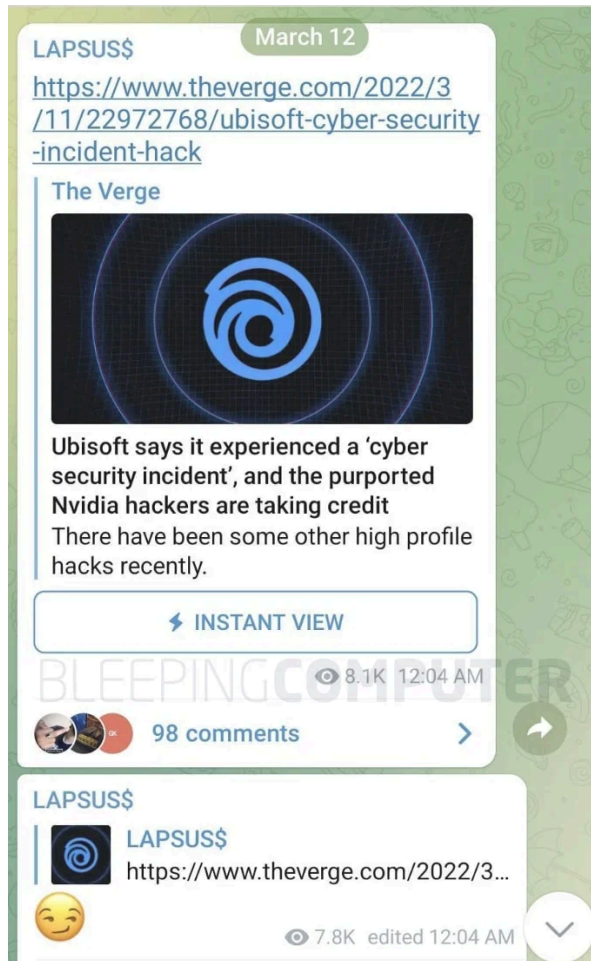 March 12
LAPSUS$
https://www.theverge.com/2022/3
/11/22972768/ubisoft-cyber-security
-incident-hack
The Verge
Ubisoft says it experienced a ‘cyber
security incident’, and the purported
Nvidia hackers are taking credit
There have been some other high profile
hacks recently.
INSTANT VIEW
8.1K 12:04 AM
BLEEPINGCOMPUTER
98 comments
LAPSUS$
LAPSUS$
https://www.theverge.com/2022/3...
7.8K edited 12:04 AM